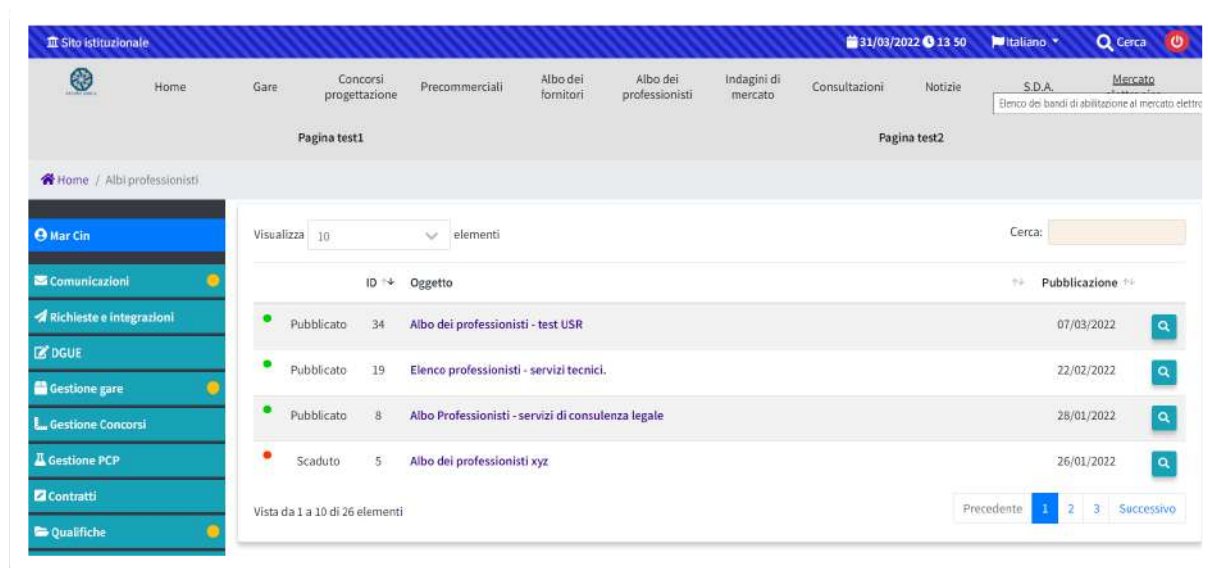 Sito istituzionale 31/03/2022 13 50 Italiano Cerca
Home Gare Concorsi progettazione Precommerciali Albo dei fornitori Albo dei professionisti Indagini di mercato Consultazioni Notizie S.D.A. Mercato
Elenco dei bandi di abilitazione al mercato elettro
Pagina test1 Pagina test2
Home / Albi professionisti
Mar Cin
Comunicazioni
Richieste e integrazioni
DGUE
Gestione gare
Gestione Concorsi
Gestione PCP
Contratti
Qualifiche
Visualizza 10 elementi Cerca:
ID Oggetto Pubblicazione
Pubblicato 34 Albo dei professionisti - test USR 07/03/2022
Pubblicato 19 Elenco professionisti - servizi tecnici. 22/02/2022
Pubblicato 8 Albo Professionisti - servizi di consulenza legale 28/01/2022
Scaduto 5 Albo dei professionisti xyz 26/01/2022
Vista da 1 a 10 di 26 elementi Precedente 1 2 3 Successivo